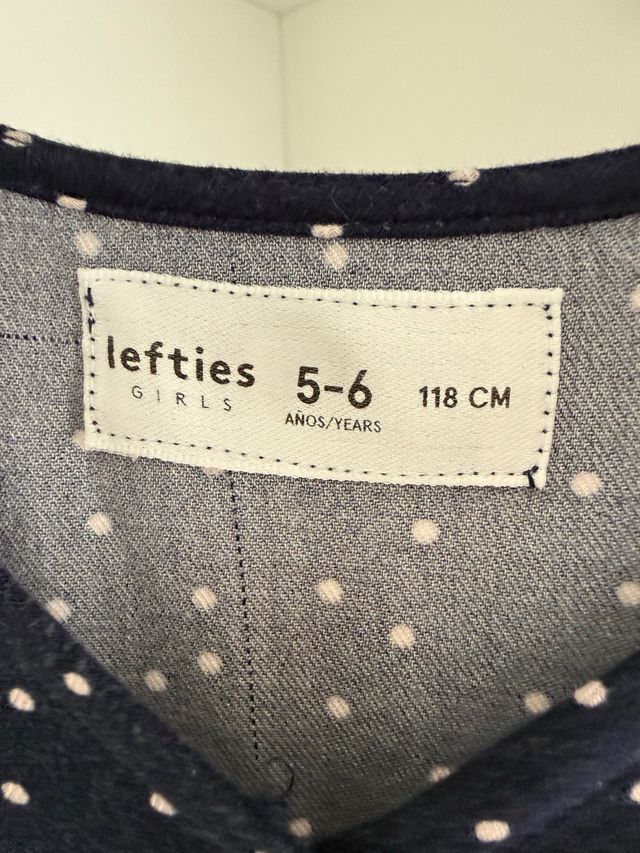 lefties
GIRLS
5-6
AÑOS/YEARS
118 CM